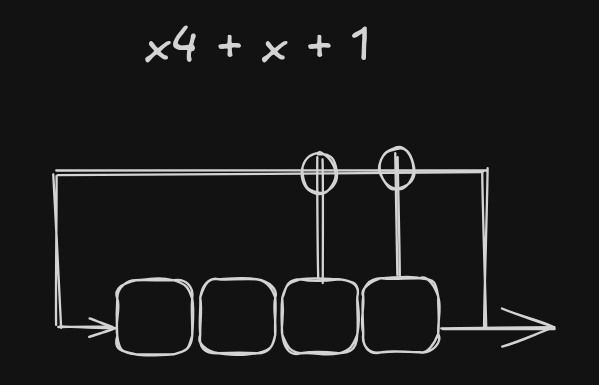 x4 + x + 1